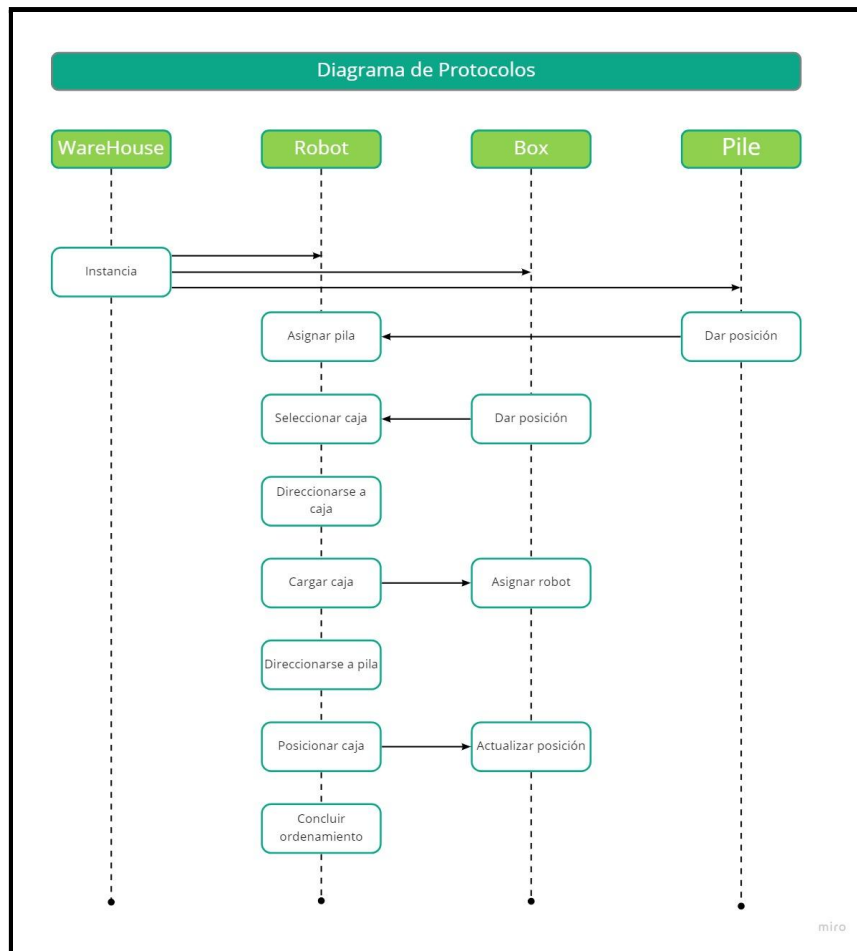 Diagrama de Protocolos
WareHouse
Robot
Box
Pile
Instancia
Asignar pila
Dar posición
Seleccionar caja
Dar posición
Direccionarse a
caja
Cargar caja
Asignar robot
Direccionarse a pila
Posicionar caja
Actualizar posición
Concluir
ordenamiento
miro